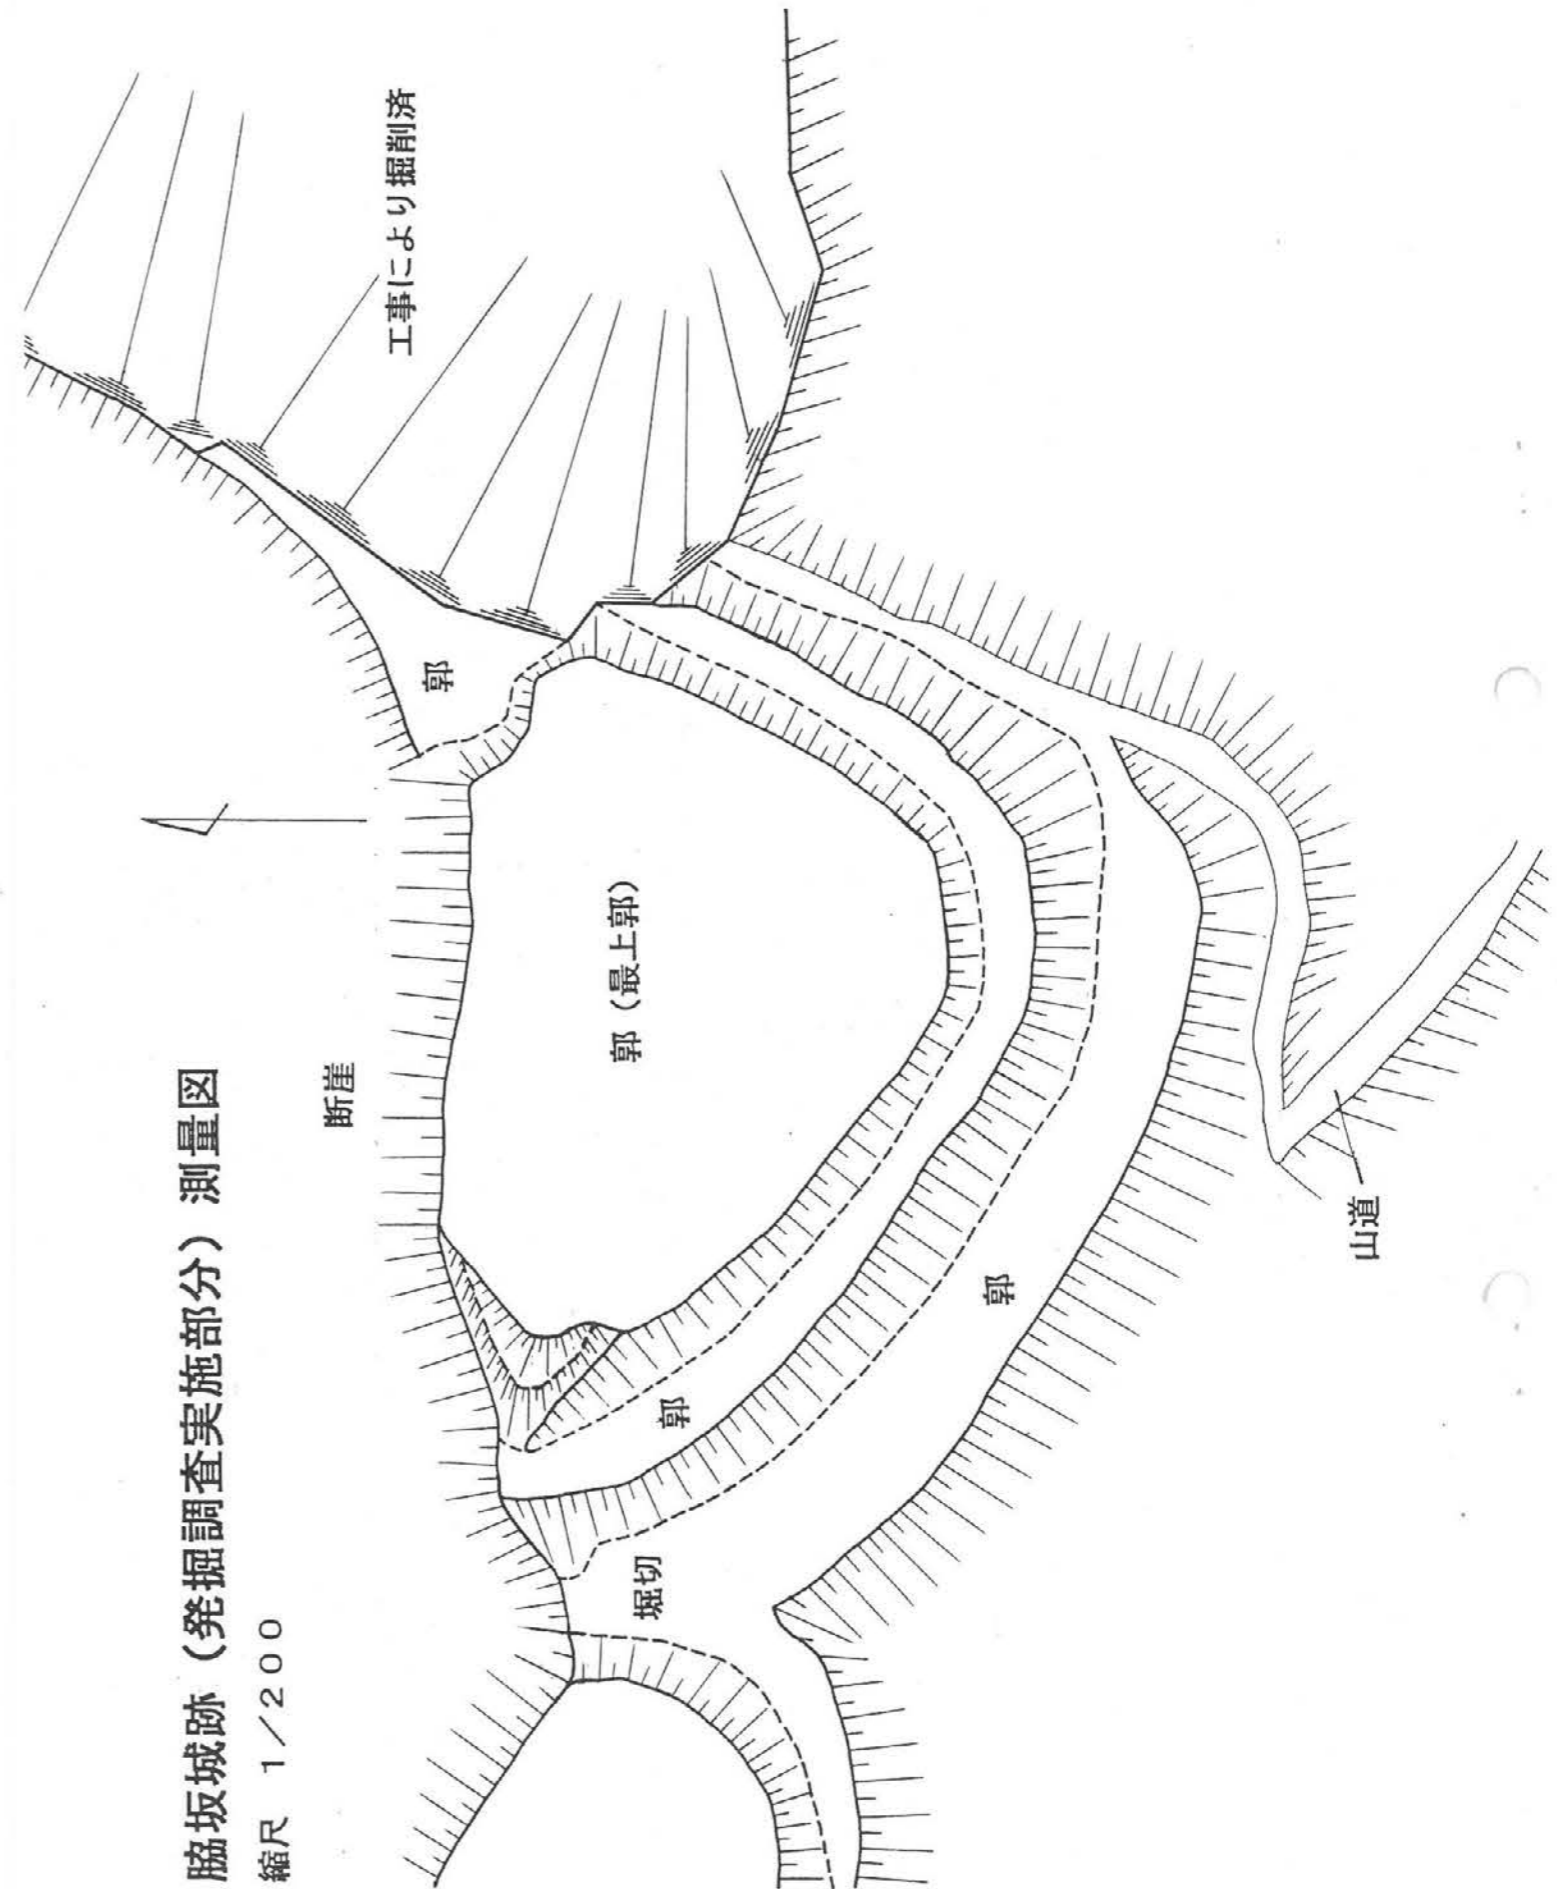 脇坂城跡（発掘調査実施部分）測量図
縮尺 1/200
断崖
工事により掘削済
郭
郭（最上郭）
郭
堀切
郭
山道